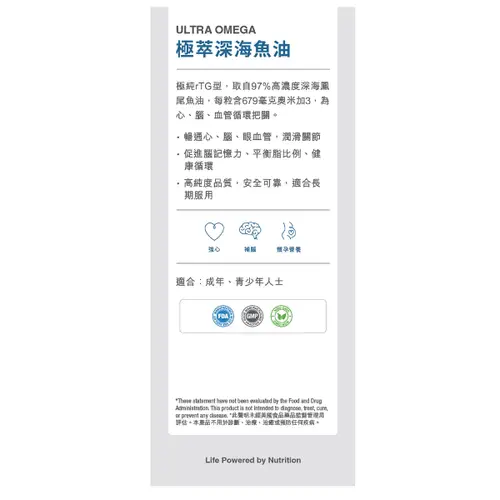 ULTRA OMEGA
極萃深海魚油
極純rTG型，取自97%高濃度深海鳳
尾魚油，每粒含679毫克奧米加3，為
心、腦、血管循環把關。
· 暢通心、腦、眼血管，潤滑關節
· 促進腦記憶力、平衡脂比例、健
康循環
· 高純度品質，安全可靠，適合長
期服用
強心 補腦 懷孕營養
適合：成年、青少年人士
FDA GMP
*These statement have not been evaluated by the Food and Drug
Administration. This product is not intended to diagnose, treat, cure,
or prevent any disease. *此聲明未經美國食品藥品監督管理局
評估。本產品不用於診斷、治療、治癒或預防任何疾病。
Life Powered by Nutrition